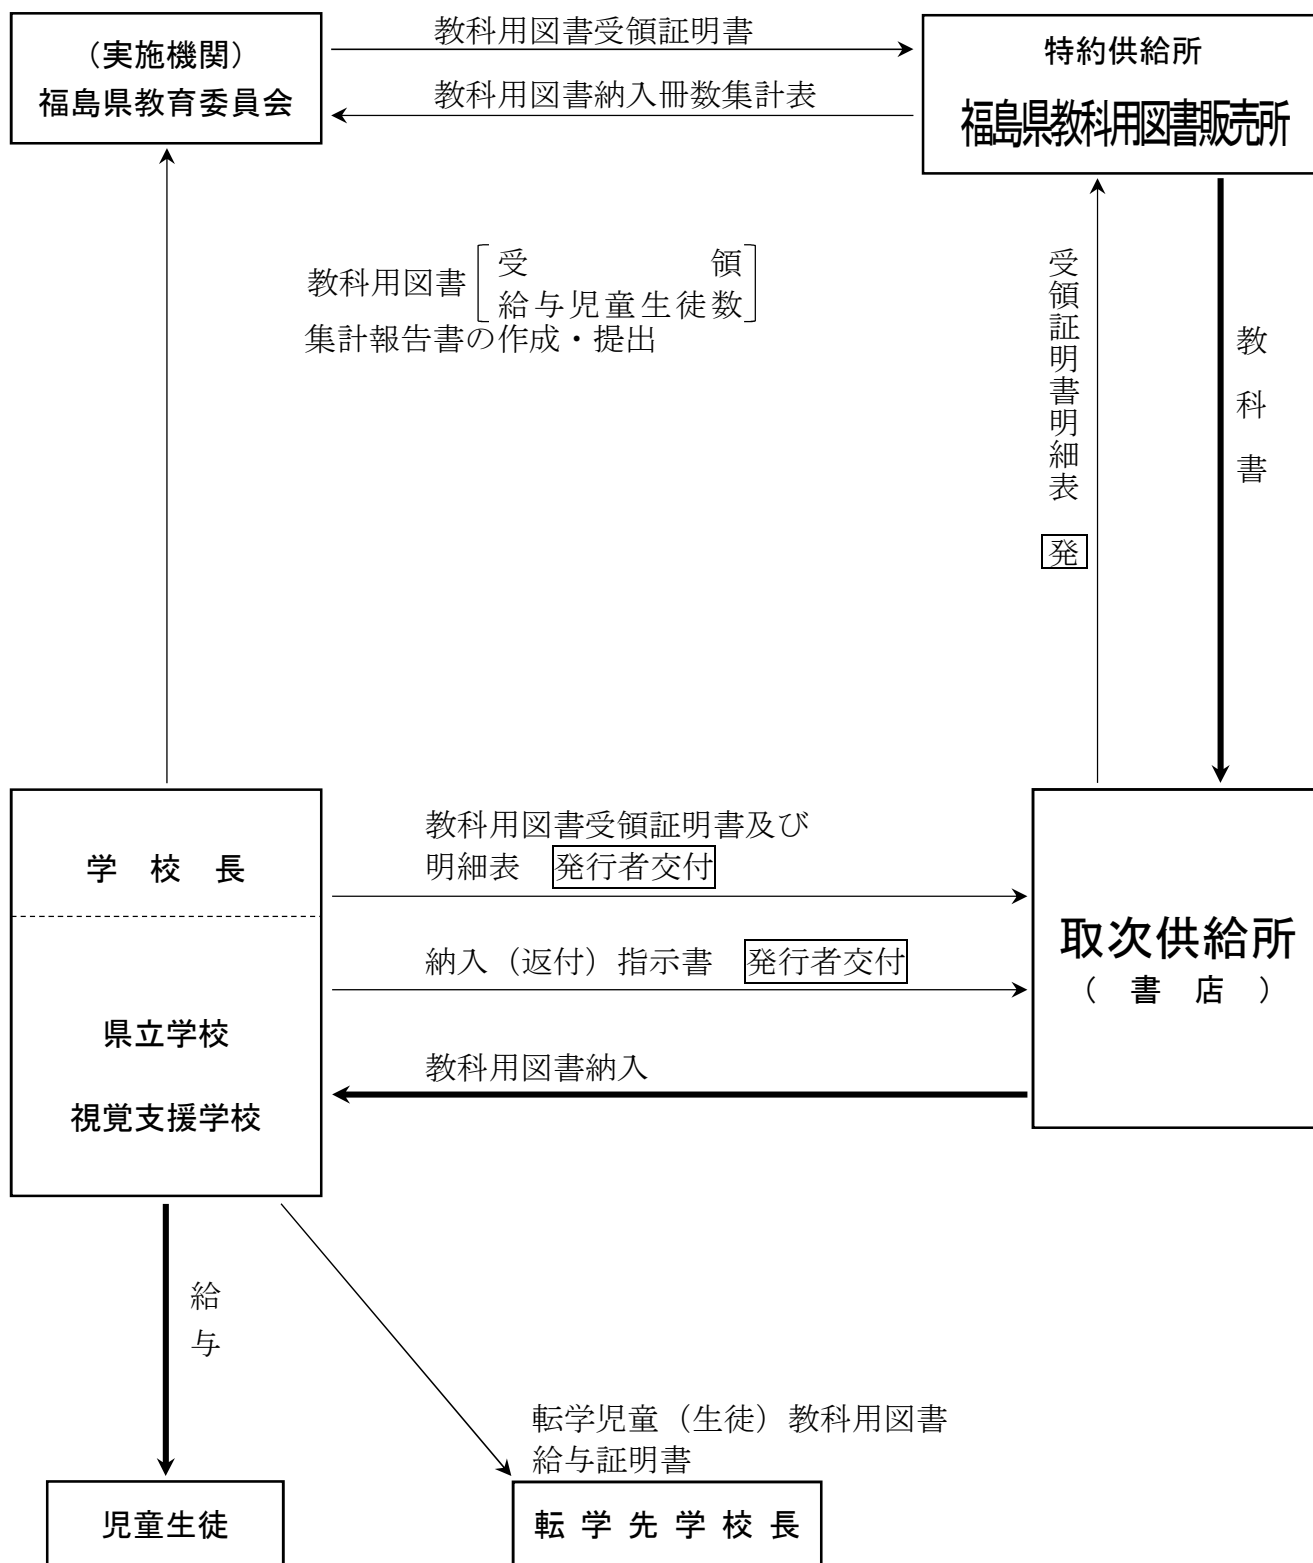 （実施機関）
福島県教育委員会
教科用図書受領証明書
教科用図書納入冊数集計表
特約供給所
福島県教科用図書販売所
教科用図書
受領
給与児童生徒数
集計報告書の作成・提出
受領証明書明細表 発
教科書
学校長
県立学校
視覚支援学校
教科用図書受領証明書及び
明細表 発行者交付
納入（返付）指示書 発行者交付
教科用図書納入
取次供給所
（書店）
給与
転学児童（生徒）教科用図書
給与証明書
児童生徒
転学先学校長